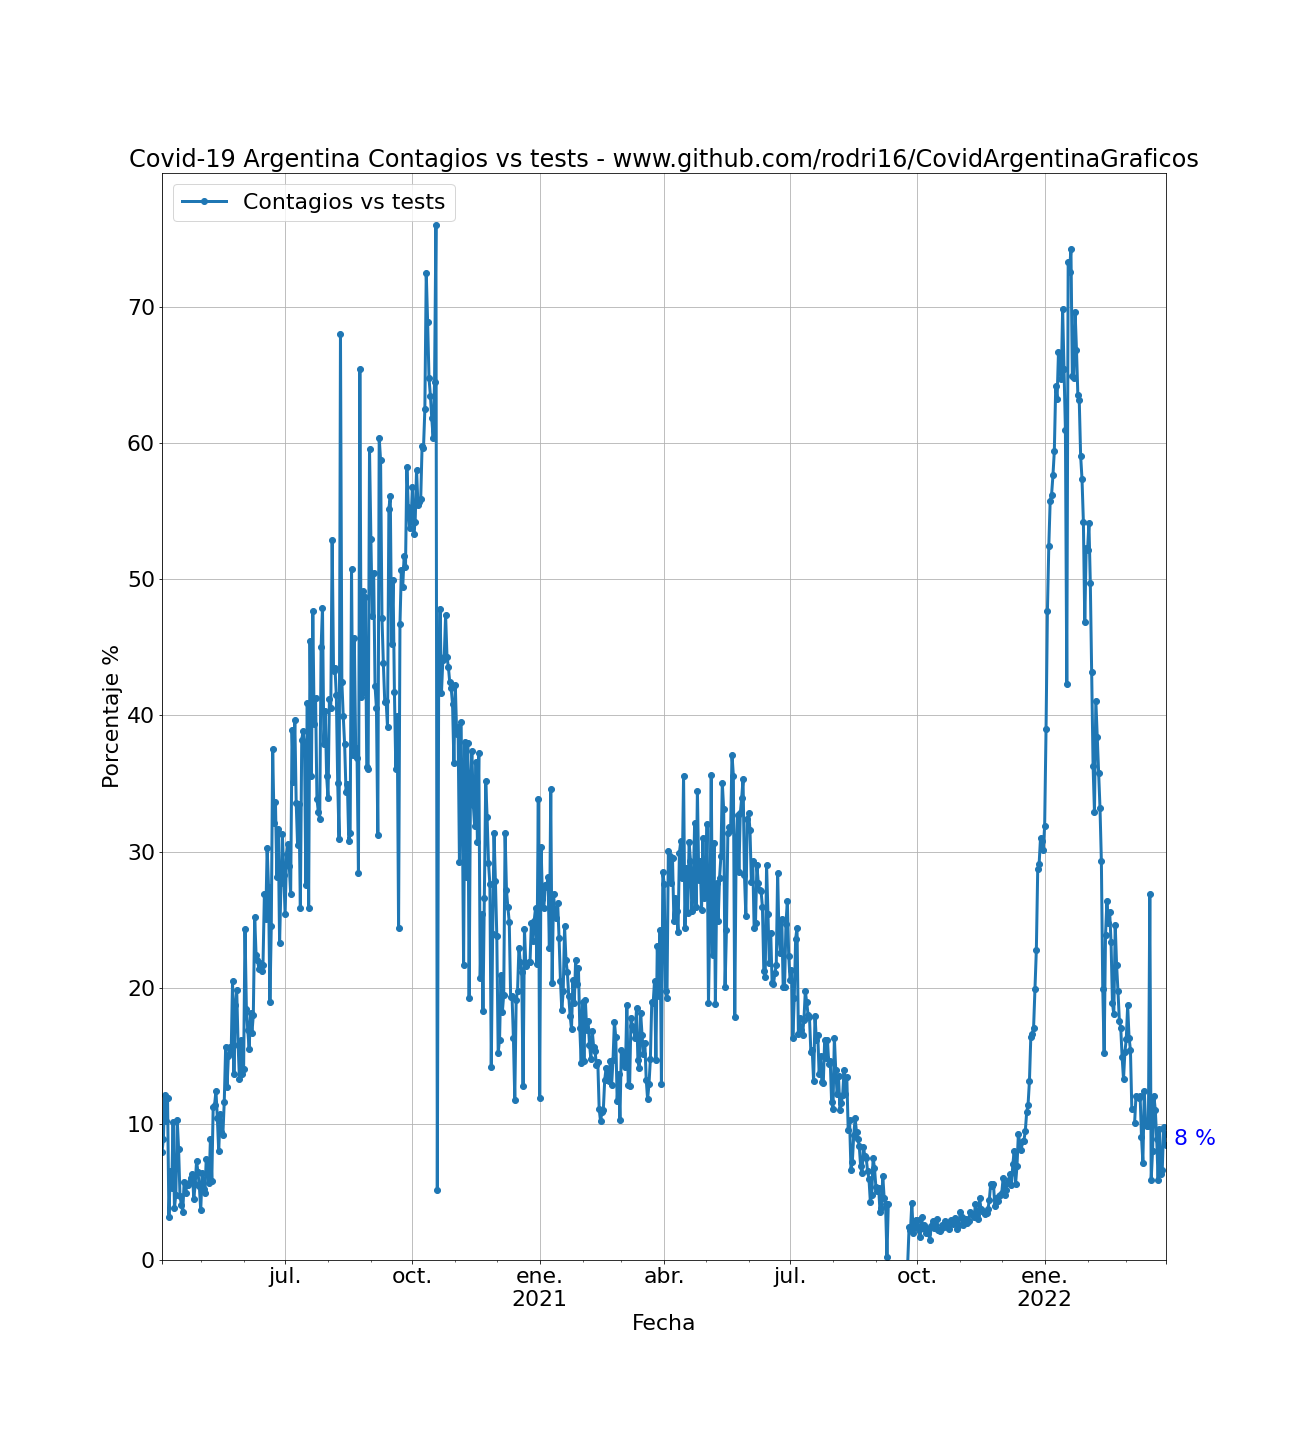 Covid-19 Argentina Contagios vs tests - www.github.com/rodri16/CovidArgentinaGraficos
Contagios vs tests
70
60
50
40
30
20
10
0
Porcentaje %
8 %
jul.
oct.
ene.
2021
abr.
jul.
oct.
ene.
2022
Fecha